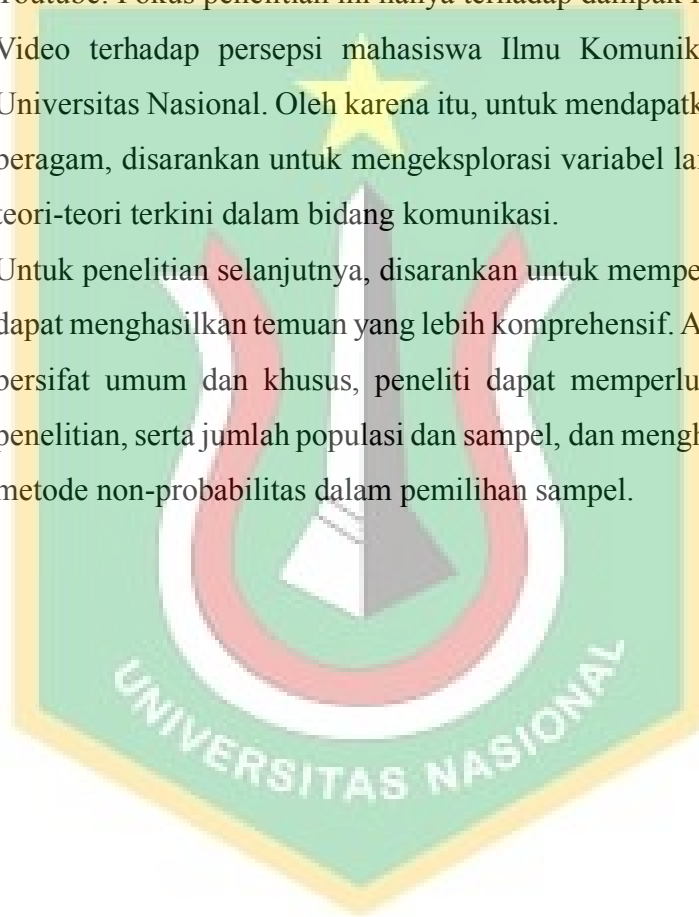 Youtube. Fokus penelitian ini hanya terhadap dampak
Video terhadap persepsi mahasiswa Ilmu Komunik
Universitas Nasional. Oleh karena itu, untuk mendapatk
beragam, disarankan untuk mengeksplorasi variabel la
teori-teori terkini dalam bidang komunikasi.
Untuk penelitian selanjutnya, disarankan untuk mempe
dapat menghasilkan temuan yang lebih komprehensif. A
bersifat umum dan khusus, peneliti dapat memperlu
penelitian, serta jumlah populasi dan sampel, dan mengh
metode non-probabilitas dalam pemilihan sampel.
UNIVERSITAS NASIONAL